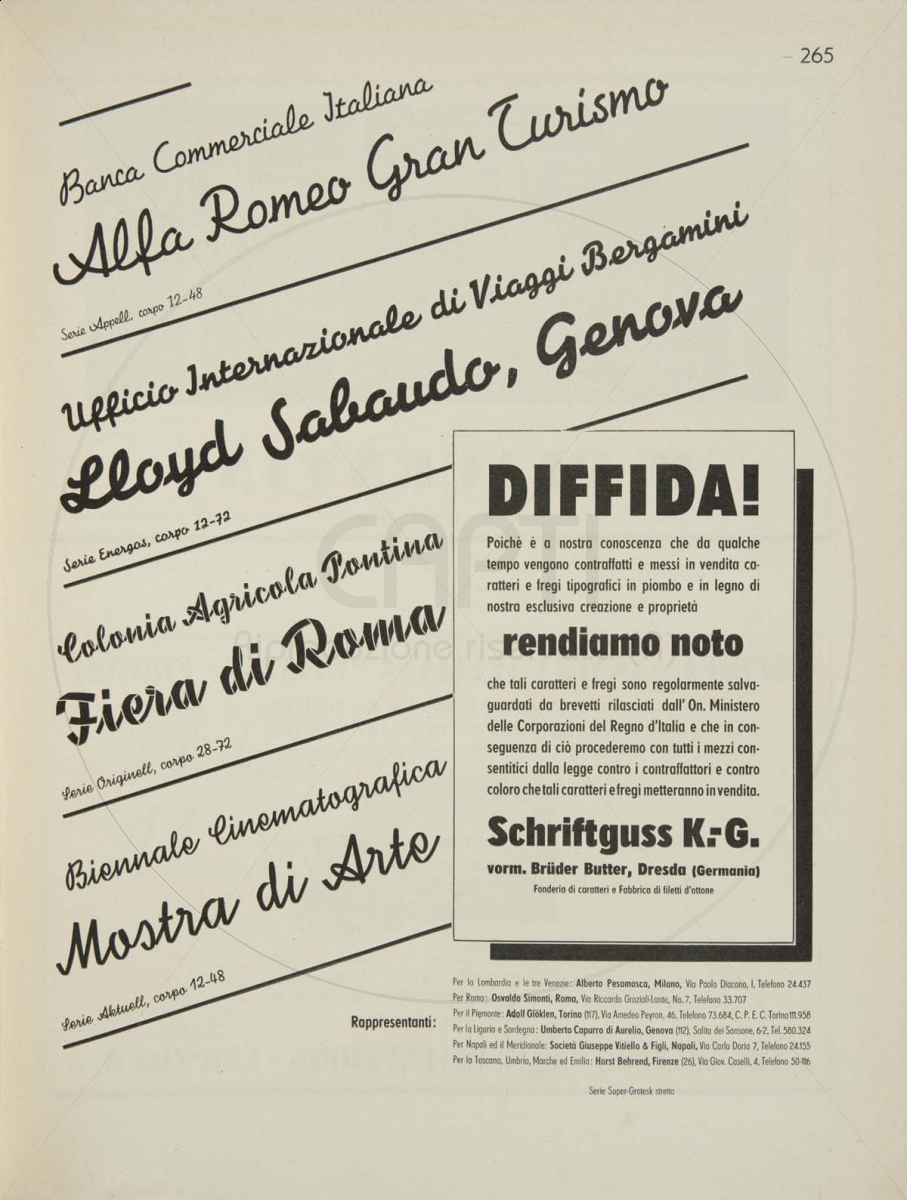 265
Banca Commerciale Italiana
Alfa Romeo Gran Turismo
Serie Appell, corpo 12-48
Ufficio Internazionale di Viaggi Bergamini
Lloyd Sabaudo, Genova
Serie Energos, corpo 12-72
Colonia Agricola Pontina
Fiera di Roma
Serie Originell, corpo 28-72
Biennale Cinematografica
Mostra di Arte
Serie Aktuell, corpo 12-48
DIFFIDA!
Poichè è a nostra conoscenza che da qualche
tempo vengono contraffatti e messi in vendita ca-
ratteri e fregi tipografici in piombo e in legno di
nostra esclusiva creazione e proprietà
rendiamo noto
che tali caratteri e fregi sono regolarmente salva-
guardati da brevetti rilasciati dall'On. Ministero
delle Corporazioni del Regno d'Italia e che in con-
seguenza di ciò procederemo con tutti i mezzi con-
sentitici dalla legge contro i contraffattori e contro
coloro che tali caratteri e fregi metteranno in vendita.
Schriftguss K.-G.
vorm. Brüder Butter, Dresda (Germania)
Fonderia di caratteri e Fabbrica di filetti d'ottone
Rappresentanti:
Per la Lombardia e le tre Venezie: Alberto Pesamosca, Milano, Via Paolo Diacono, 1, Telefono 24.437
Per Roma: Osvaldo Simonti, Roma, Via Riccardo Grazioli-Lante, No. 7, Telefono 33.707
Per il Piemonte: Adolf Glöklen, Torino (117), Via Amedeo Peyron, 46, Telefono 73.684, C. P. E. C. Torino 111.958
Per la Liguria e Sardegna: Umberto Capurro di Aurelio, Genova (112), Salita dei Sansone, 6-2, Tel. 580.324
Per Napoli ed il Meridionale: Società Giuseppe Vitiello & Figli, Napoli, Via Carlo Doria 7, Telefono 24.155
Per la Toscana, Umbria, Marche ed Emilia: Horst Behrend, Firenze (26), Via Giov. Caselli, 4, Telefono 50-116
Serie Super-Grotesk stretto